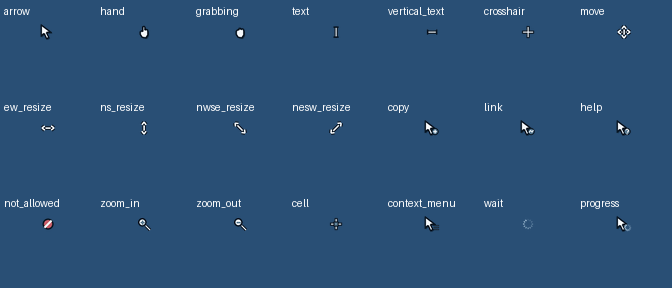 arrow hand grabbing text vertical_text crosshair move
ew_resize ns_resize nwse_resize nesw_resize copy link help
not_allowed zoom_in zoom_out cell context_menu wait progress